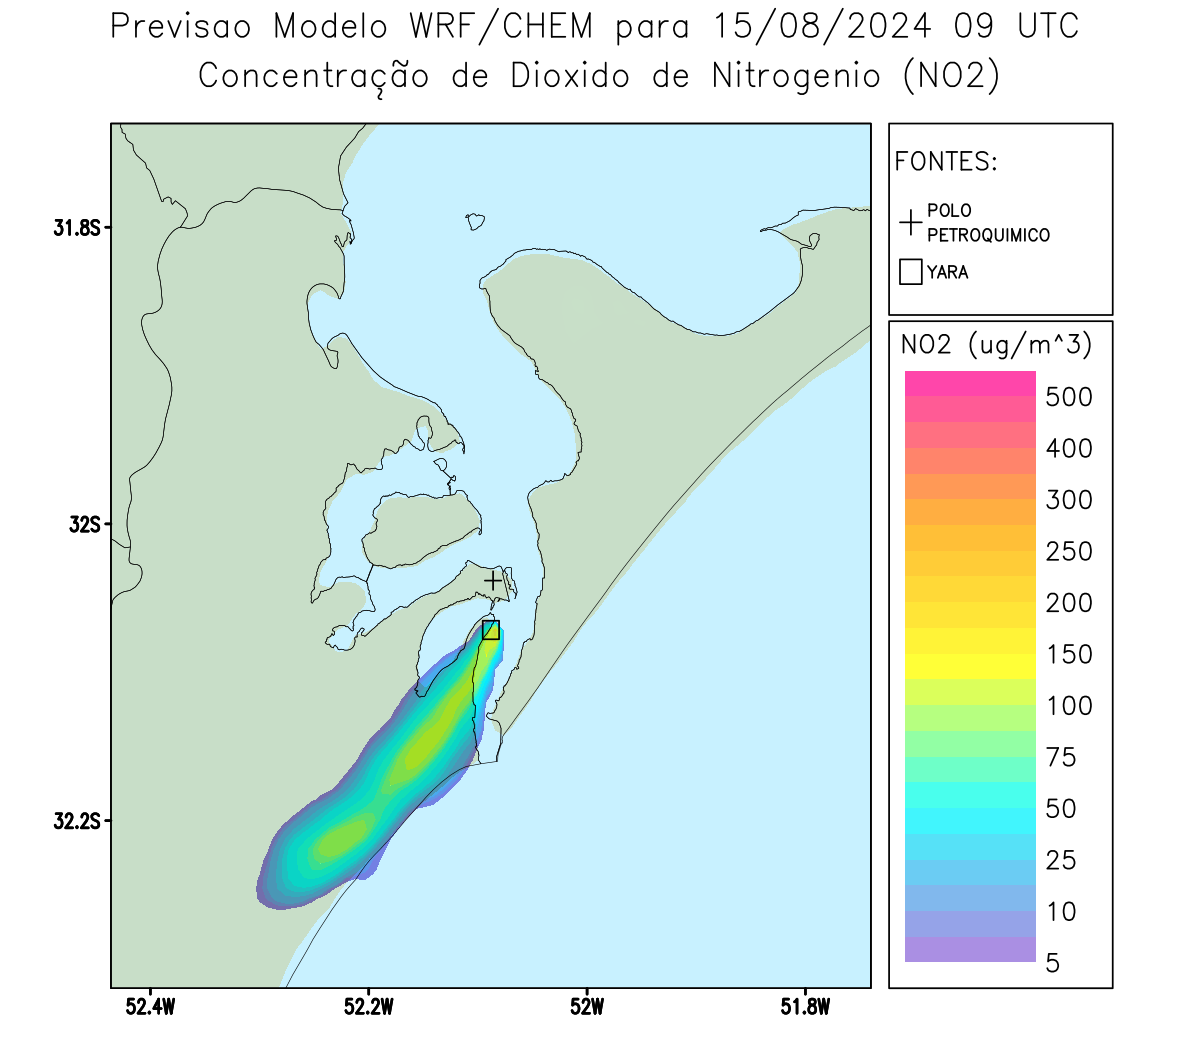 Previsao Modelo WRF/CHEM para 15/08/2024 09 UTC
Concentração de Dioxido de Nitrogenio (NO2)
FONTES:
POLO
PETROQUIMICO
YARA
31.8S
32S
32.2S
52.4W
52.2W
52W
51.8W
NO2 (ug/m^3)
500
400
300
250
200
150
100
75
50
25
10
5